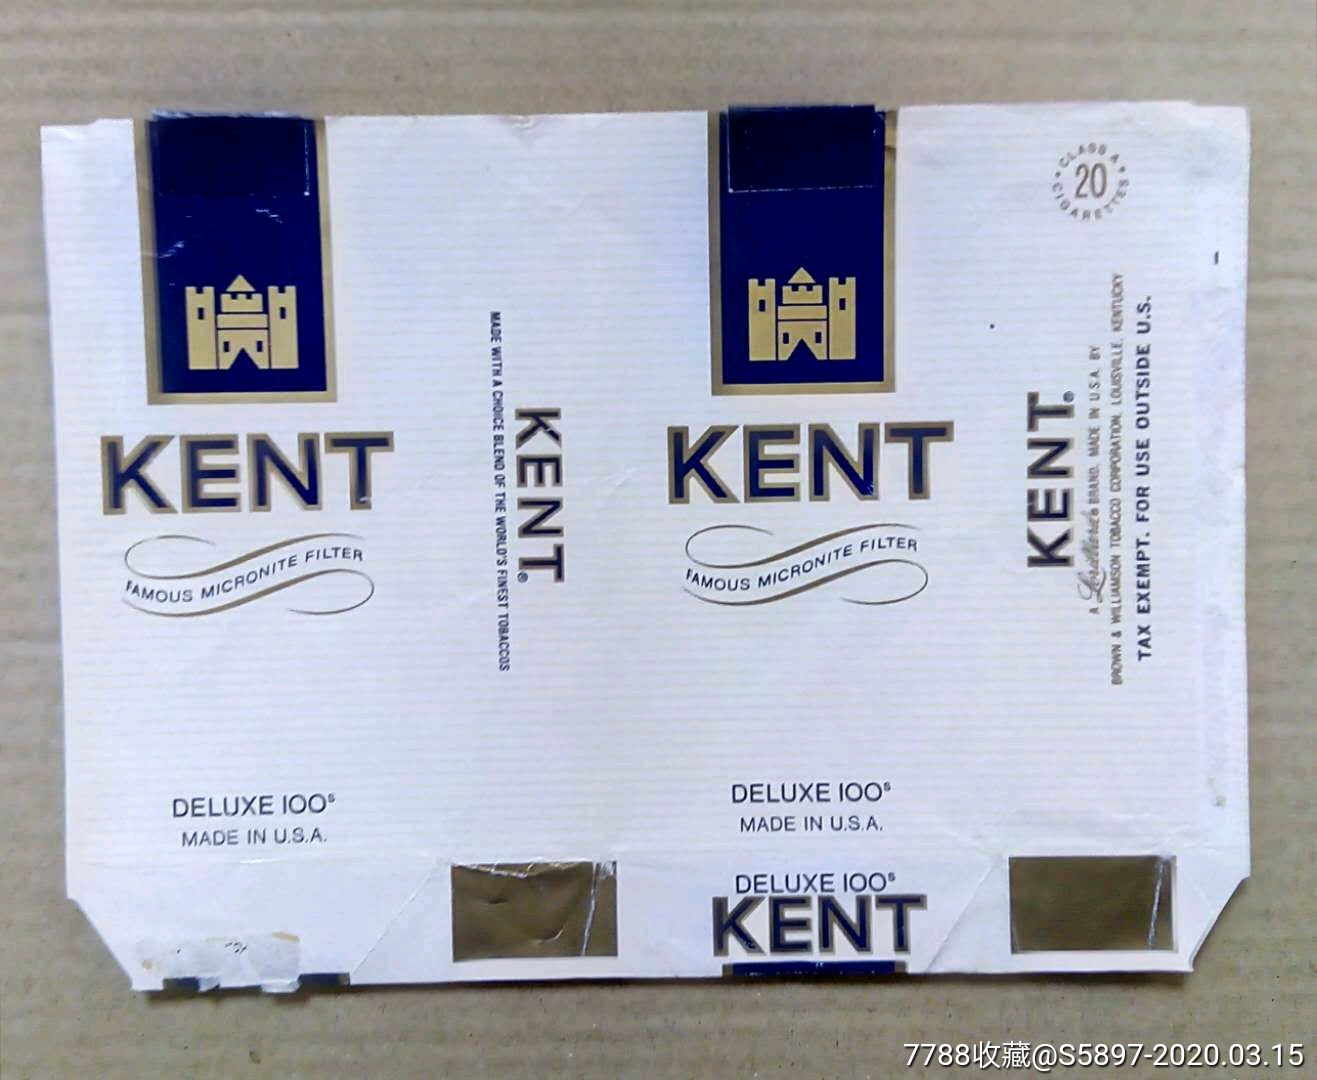 KENT
FAMOUS MICRONITE FILTER
DELUXE 100s
MADE IN U.S.A.
KENT®
MADE WITH A CHOICE BLEND OF THE WORLD'S FINEST TOBACCOS
KENT
FAMOUS MICRONITE FILTER
DELUXE 100s
MADE IN U.S.A.
DELUXE 100s
KENT
CLASS A
20
CIGARETTES
KENT®
A Lorillard® BRAND, MADE IN U.S.A. BY
BROWN & WILLIAMSON TOBACCO CORPORATION, LOUISVILLE, KENTUCKY
TAX EXEMPT. FOR USE OUTSIDE U.S.
7788收藏@S5897-2020.03.15